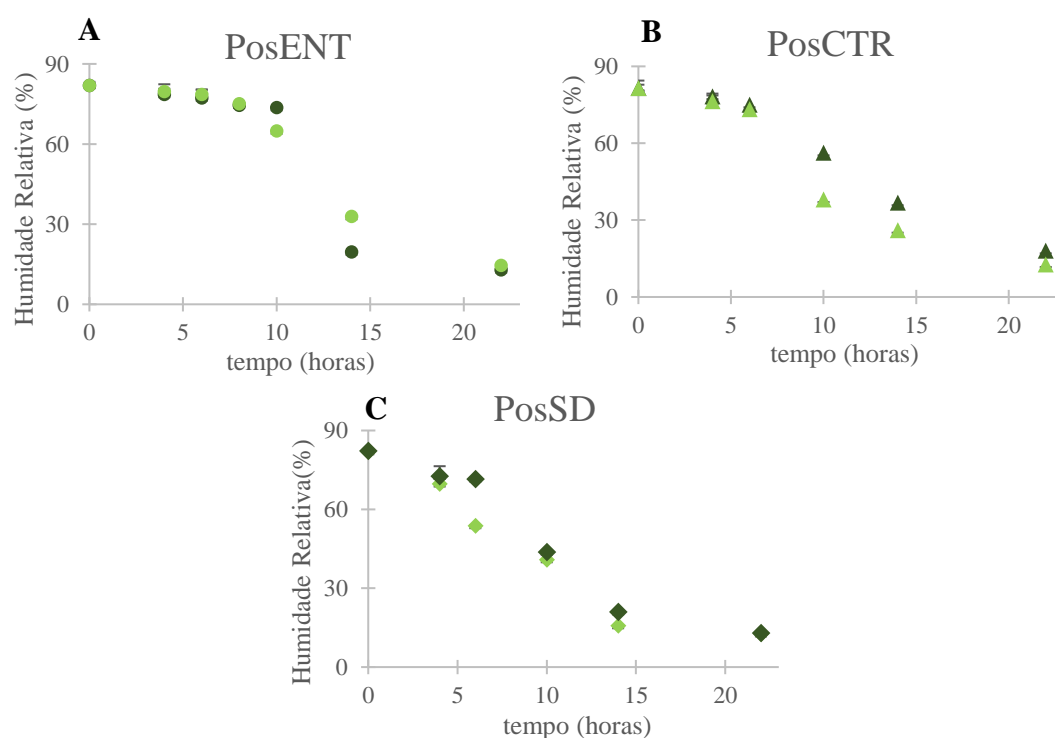 A
PosENT
Humidade Relativa (%)
90
60
30
0
0 5 10 15 20
tempo (horas)
B
PosCTR
Humidade Relativa (%)
90
60
30
0
0 5 10 15 20
tempo (horas)
C
PosSD
Humidade Relativa(%)
90
60
30
0
0 5 10 15 20
tempo (horas)